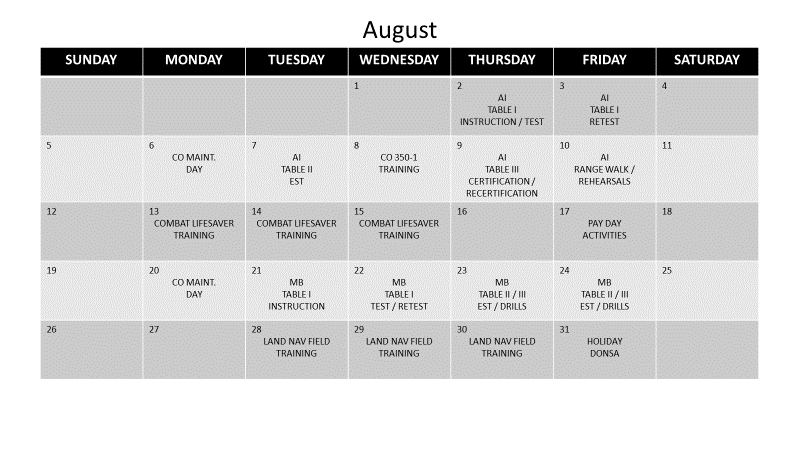 August
SUNDAY MONDAY TUESDAY WEDNESDAY THURSDAY FRIDAY SATURDAY
1
2
AI
TABLE I
INSTRUCTION / TEST
3
AI
TABLE I
RETEST
4
5
6
CO MAINT.
DAY
7
AI
TABLE II
EST
8
CO 350-1
TRAINING
9
AI
TABLE III
CERTIFICATION /
RECERTIFICATION
10
AI
RANGE WALK /
REHEARSALS
11
12
13
COMBAT LIFESAVER
TRAINING
14
COMBAT LIFESAVER
TRAINING
15
COMBAT LIFESAVER
TRAINING
16
17
PAY DAY
ACTIVITIES
18
19
20
CO MAINT.
DAY
21
MB
TABLE I
INSTRUCTION
22
MB
TABLE I
TEST / RETEST
23
MB
TABLE II / III
EST / DRILLS
24
MB
TABLE II / III
EST / DRILLS
25
26
27
28
LAND NAV FIELD
TRAINING
29
LAND NAV FIELD
TRAINING
30
LAND NAV FIELD
TRAINING
31
HOLIDAY
DONSA